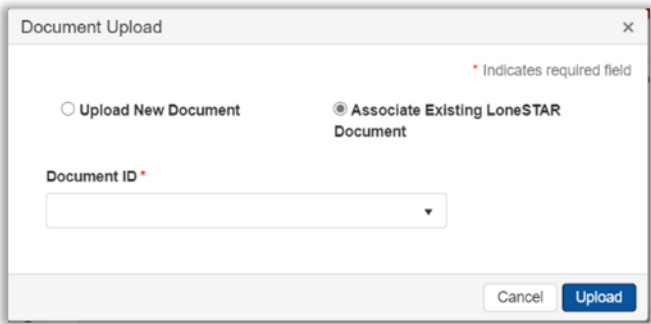 Document Upload ×
* Indicates required field
Upload New Document
Associate Existing LoneSTAR
Document
Document ID *
Cancel
Upload